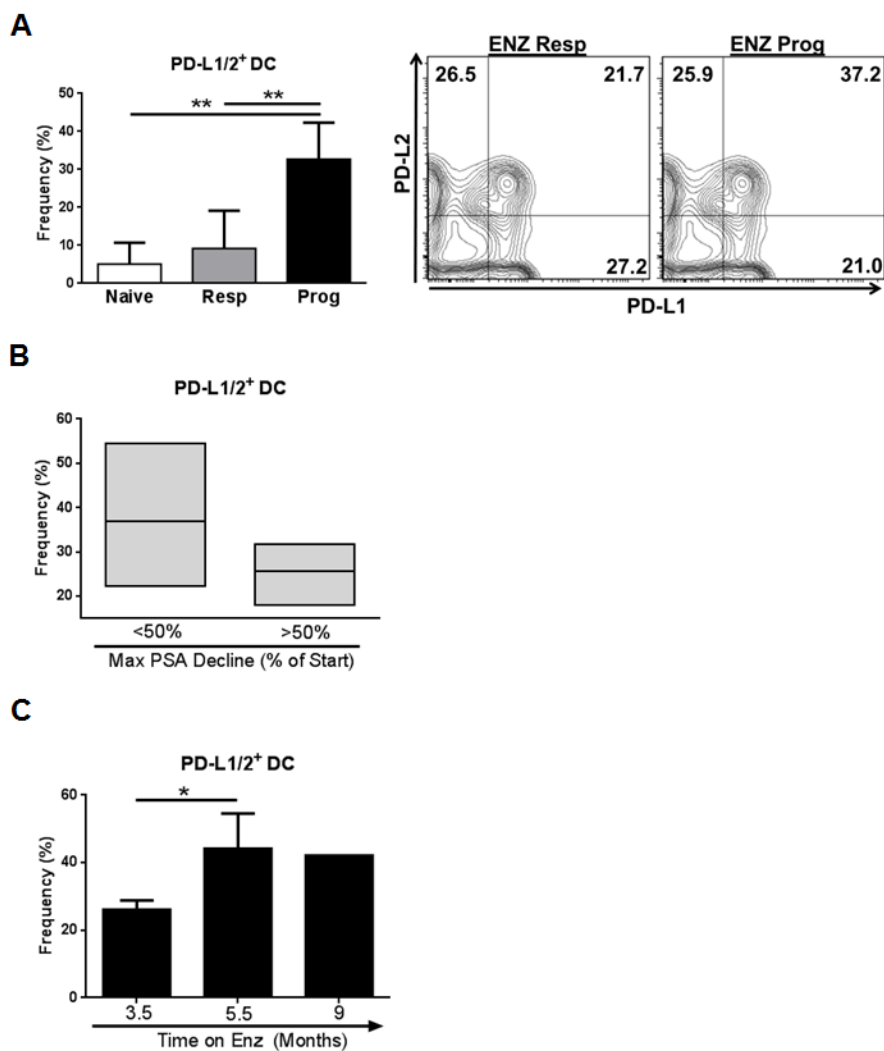 A
PD-L1/2+ DC
Frequency (%)
50
40
30
20
10
0
** **
Naive Resp Prog
ENZ Resp ENZ Prog
26.5 21.7 25.9 37.2
27.2 21.0
PD-L2
PD-L1
B
PD-L1/2+ DC
Frequency (%)
60
50
40
30
20
<50% >50%
Max PSA Decline (% of Start)
C
PD-L1/2+ DC
Frequency (%)
60
40
20
0
*
3.5 5.5 9
Time on Enz (Months)